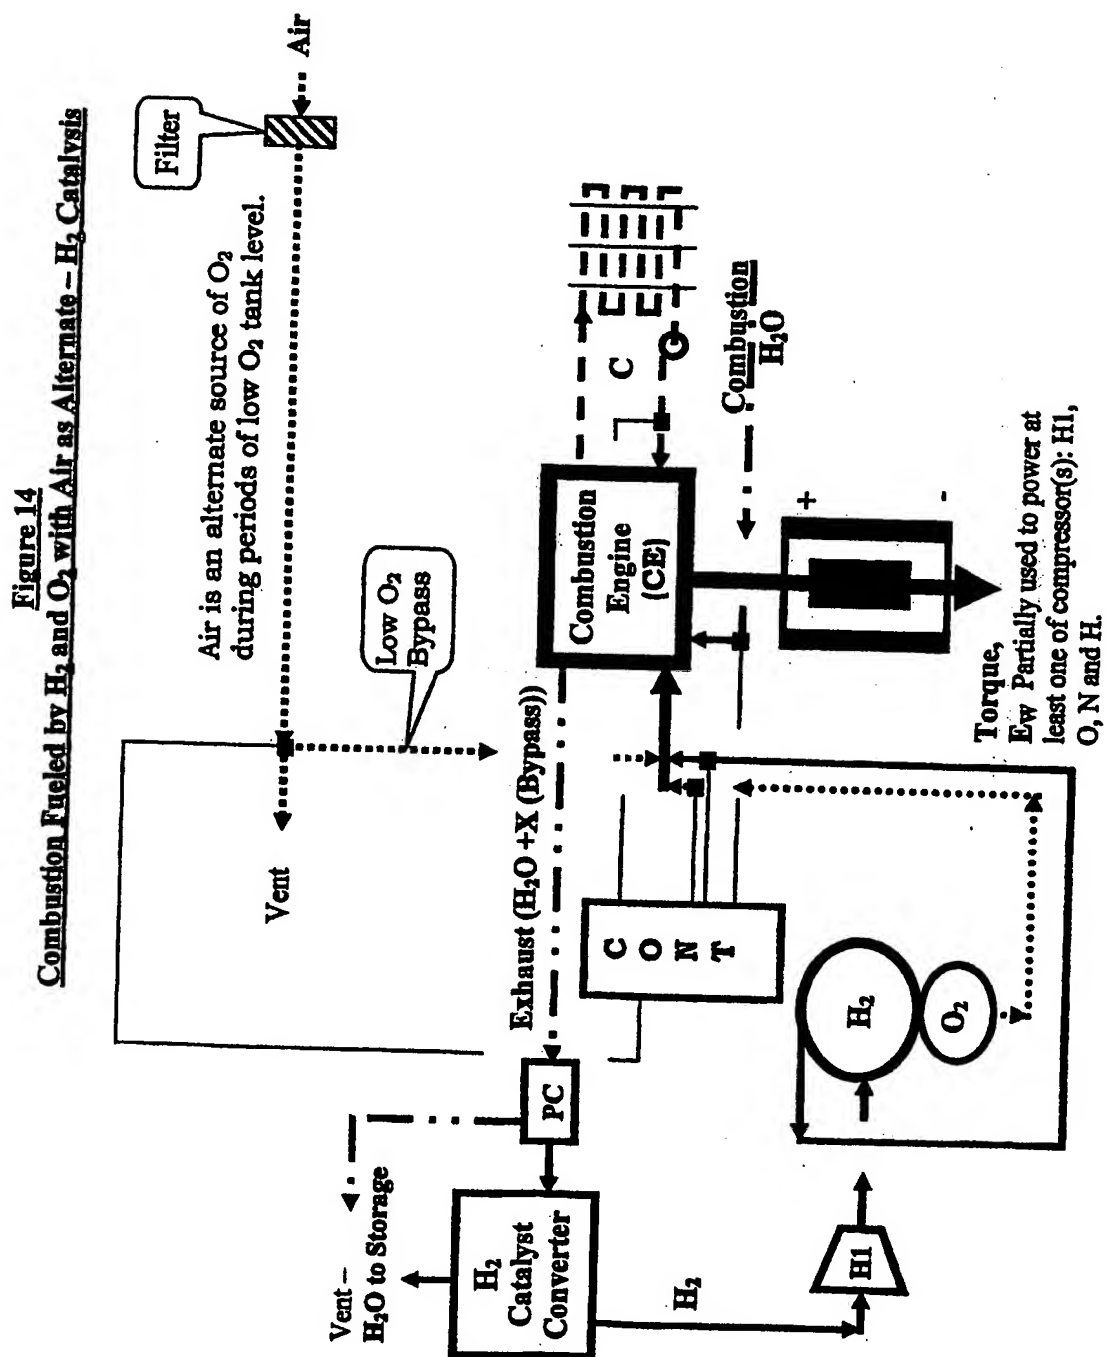 Figure 14
Combustion Fueled by H₂ and O₂ with Air as Alternate – H₂ Catalysis
Filter
Air
Air is an alternate source of O₂
during periods of low O₂ tank level.
Vent
Low O₂
Bypass
Exhaust (H₂O +X (Bypass))
Combustion
Engine
(CE)
C
Combustion
H₂O
PC
Vent –
H₂O to Storage
H₂
Catalyst
Converter
H₂
H1
C
O
N
T
H₂
O₂
+
-
Torque,
Ew Partially used to power at
least one of compressor(s): H1,
O, N and H.